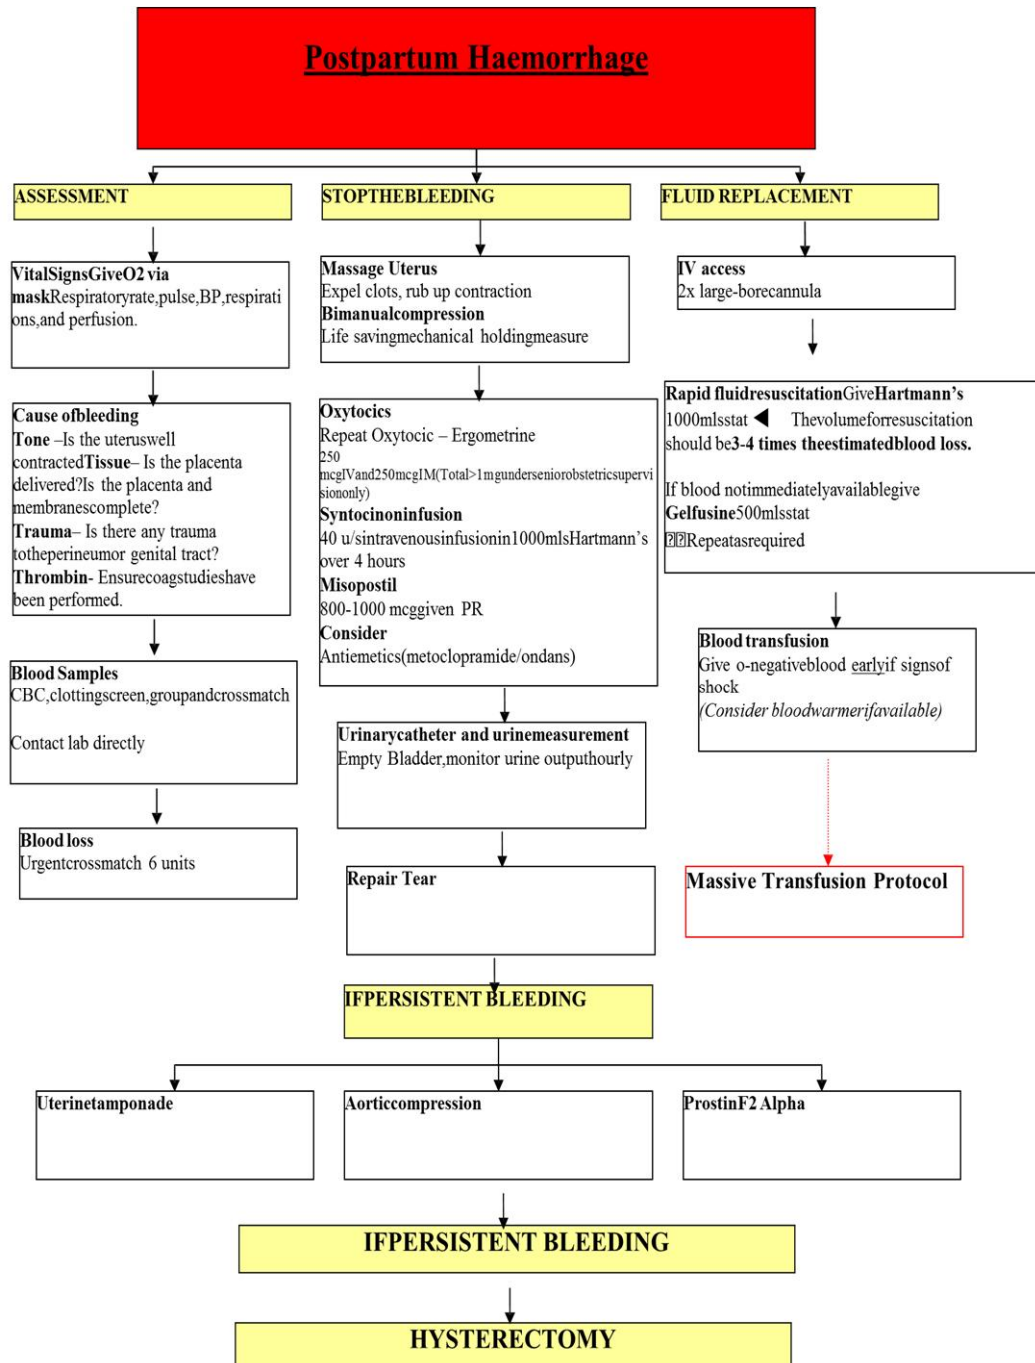 Postpartum Haemorrhage
ASSESSMENT
VitalSignsGiveO2 via
maskRespiratoryrate,pulse,BP,respirati
ons,and perfusion.
Cause ofbleeding
Tone –Is the uteruswell
contractedTissue– Is the placenta
delivered?Is the placenta and
membranescomplete?
Trauma– Is there any trauma
totheperineumor genital tract?
Thrombin- Ensurecoagstudieshave
been performed.
Blood Samples
CBC,clottingscreen,groupandcrossmatch
Contact lab directly
Blood loss
Urgentcrossmatch 6 units
STOPTHEBLEEDING
Massage Uterus
Expel clots, rub up contraction
Bimanualcompression
Life savingmechanical holdingmeasure
Oxytocics
Repeat Oxytocic – Ergometrine
250
mcgIVand250mcgIM(Total>1mgunderseniorobstetricsupervi
siononly)
Syntocinoninfusion
40 u/sintravenousinfusionin1000mlsHartmann’s
over 4 hours
Misopostil
800-1000 mcggiven PR
Consider
Antiemetics(metoclopramide/ondans)
Urinarycatheter and urinemeasurement
Empty Bladder,monitor urine outputhourly
Repair Tear
FLUID REPLACEMENT
IV access
2x large-borecannula
Rapid fluidresuscitationGiveHartmann’s
1000mlsstat ◀ Thevolumeforresuscitation
should be3-4 times theestimatedblood loss.
If blood notimmediatelyavailablegive
Gelfusine500mlsstat
Repeatasrequired
Blood transfusion
Give o-negativeblood earlyif signsof
shock
(Consider bloodwarmerifavailable)
Massive Transfusion Protocol
IFPERSISTENT BLEEDING
Uterinetamponade
Aorticcompression
ProstinF2 Alpha
IFPERSISTENT BLEEDING
HYSTERECTOMY